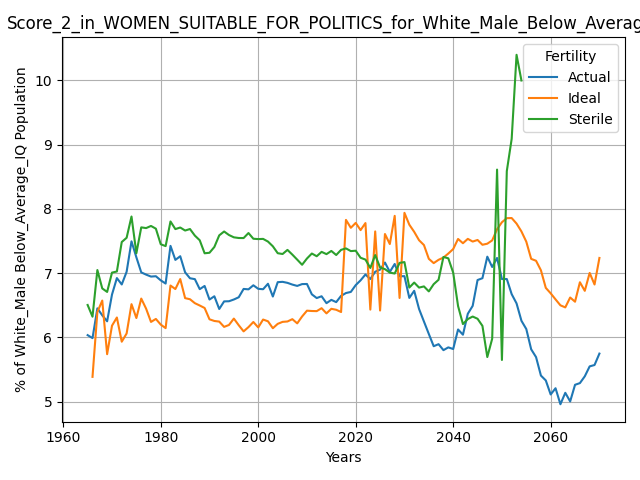 Score_2_in_WOMEN_SUITABLE_FOR_POLITICS_for_White_Male_Below_Averag
% of White_Male Below_Average_IQ Population
10
9
8
7
6
5
Fertility
Actual
Ideal
Sterile
1960 1980 2000 2020 2040 2060
Years